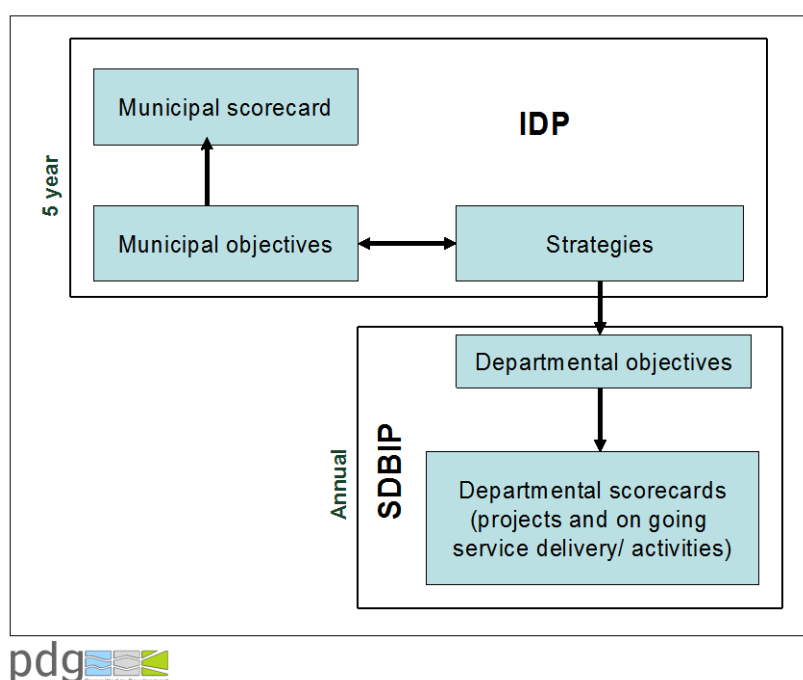 Municipal scorecard
IDP
5 year
Municipal objectives
Strategies
Departmental objectives
Annual
SDBIP
Departmental scorecards
(projects and on going
service delivery/ activities)
pdg